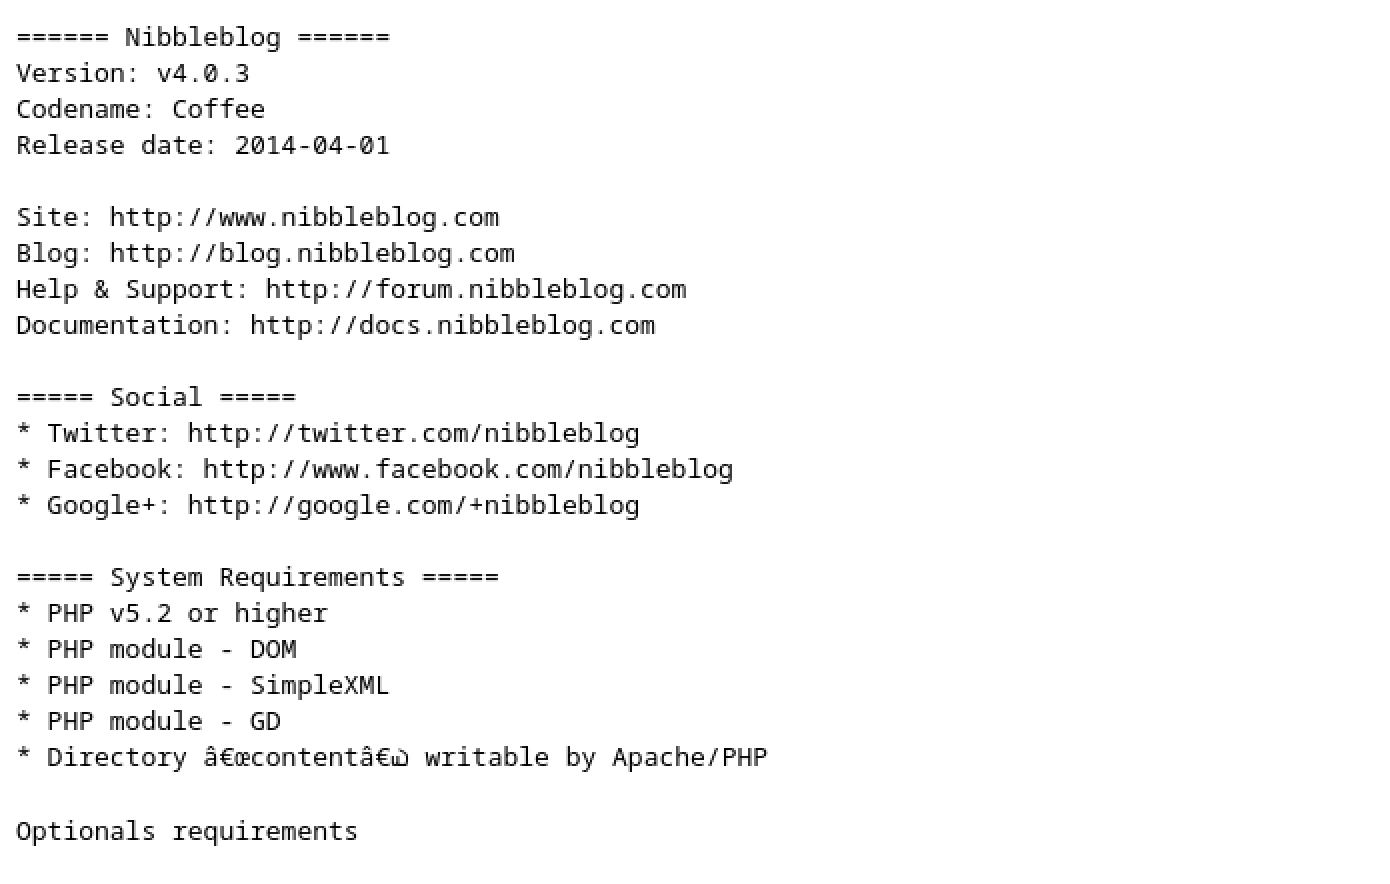 ====== Nibbleblog ======
Version: v4.0.3
Codename: Coffee
Release date: 2014-04-01
Site: http://www.nibbleblog.com
Blog: http://blog.nibbleblog.com
Help & Support: http://forum.nibbleblog.com
Documentation: http://docs.nibbleblog.com
===== Social =====
* Twitter: http://twitter.com/nibbleblog
* Facebook: http://www.facebook.com/nibbleblog
* Google+: http://google.com/+nibbleblog
===== System Requirements =====
* PHP v5.2 or higher
* PHP module - DOM
* PHP module - SimpleXML
* PHP module - GD
* Directory â€œcontentâ€ writable by Apache/PHP
Optionals requirements